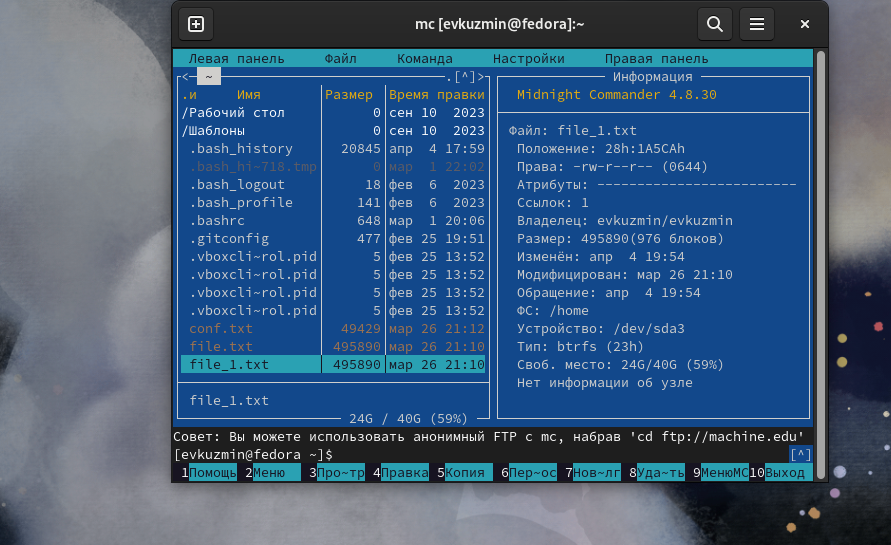 mc [evkuzmin@fedora]:~
Левая панель Файл Команда Настройки Правая панель
<─ ~ ─.[^]>
Информация
.и Имя Размер Время правки
/Рабочий стол 0 сен 10 2023
/Шаблоны 0 сен 10 2023
.bash_history 20845 апр 4 17:59
.bash_hi-718.tmp 0 мар 1 22:02
.bash_logout 18 фев 6 2023
.bash_profile 141 фев 6 2023
.bashrc 648 мар 1 20:06
.gitconfig 477 фев 25 19:51
.vboxcli~rol.pid 5 фев 25 13:52
.vboxcli~rol.pid 5 фев 25 13:52
.vboxcli~rol.pid 5 фев 25 13:52
.vboxcli~rol.pid 5 фев 25 13:52
conf.txt 49429 мар 26 21:12
file.txt 495890 мар 26 21:10
file_1.txt 495890 мар 26 21:10
file_1.txt
24G / 40G (59%)
Midnight Commander 4.8.30
Файл: file_1.txt
Положение: 28h:1A5CAh
Права: -rw-r--r-- (0644)
Атрибуты: -------------------------
Ссылок: 1
Владелец: evkuzmin/evkuzmin
Размер: 495890(976 блоков)
Изменён: апр 4 19:54
Модифицирован: мар 26 21:10
Обращение: апр 4 19:54
ФС: /home
Устройство: /dev/sda3
Тип: btrfs (23h)
Своб. место: 24G/40G (59%)
Нет информации об узле
Совет: Вы можете использовать анонимный FTP с mc, набрав 'cd ftp://machine.edu'
[evkuzmin@fedora ~]$ [^]
1Помощь 2Меню 3Про~тр 4Правка 5Копия 6Пер~ос 7Нов~лг 8Уда~ть 9МенюMC 10Выход